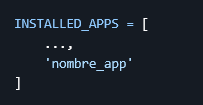 INSTALLED_APPS = [
    ...,
    'nombre_app'
]